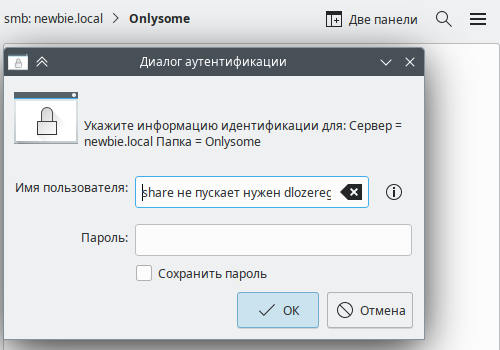 smb: newbie.local > Onlysome
Две панели
Диалог аутентификации
Укажите информацию идентификации для: Сервер =
newbie.local Папка = Onlysome
Имя пользователя:
share не пускает нужен dlozereg
Пароль:
Сохранить пароль
OK
Отмена